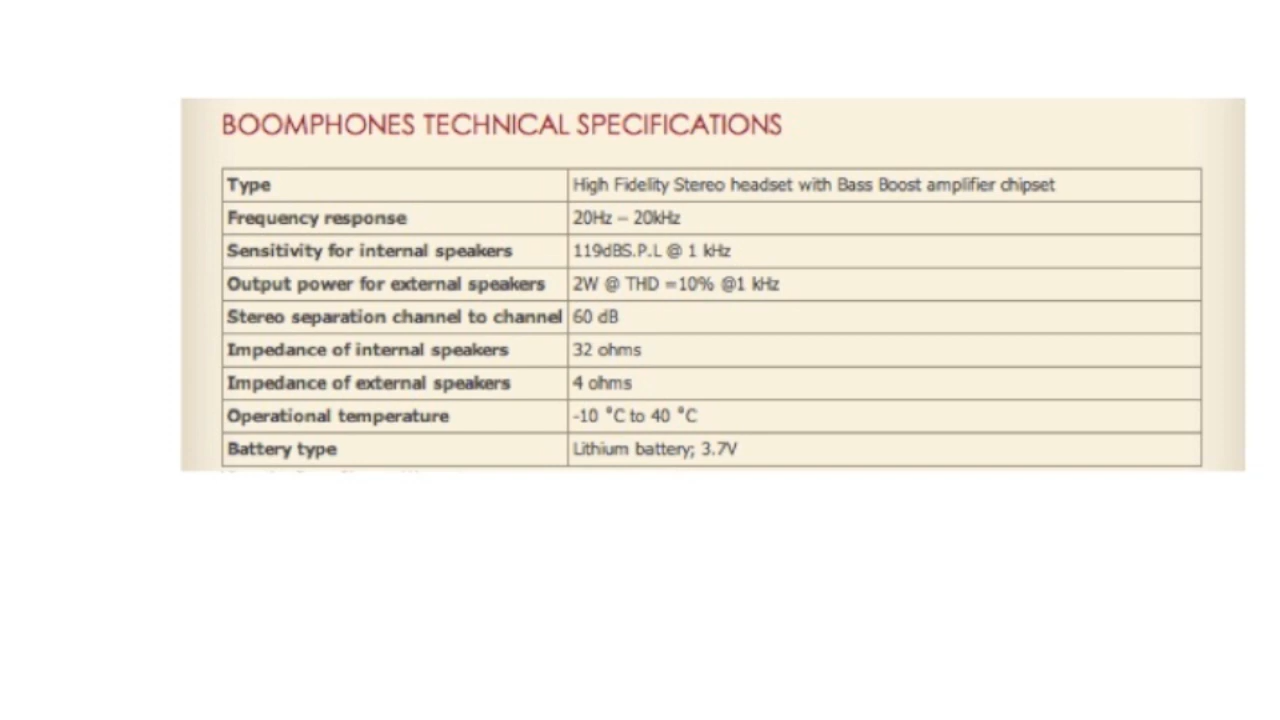 BOOMPHONES TECHNICAL SPECIFICATIONS
Type High Fidelity Stereo headset with Bass Boost amplifier chipset
Frequency response 20Hz – 20kHz
Sensitivity for internal speakers 119dBS.P.L @ 1 kHz
Output power for external speakers 2W @ THD =10% @1 kHz
Stereo separation channel to channel 60 dB
Impedance of internal speakers 32 ohms
Impedance of external speakers 4 ohms
Operational temperature -10 °C to 40 °C
Battery type Lithium battery; 3.7V